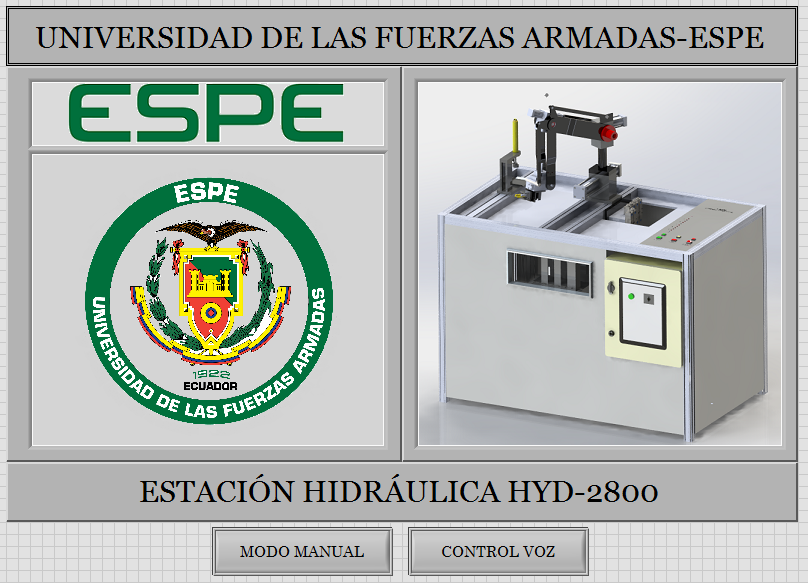 UNIVERSIDAD DE LAS FUERZAS ARMADAS-ESPE
ESPE
ESPE
UNIVERSIDAD DE LAS FUERZAS ARMADAS
1922
ECUADOR
ESTACIÓN HIDRÁULICA HYD-2800
MODO MANUAL
CONTROL VOZ